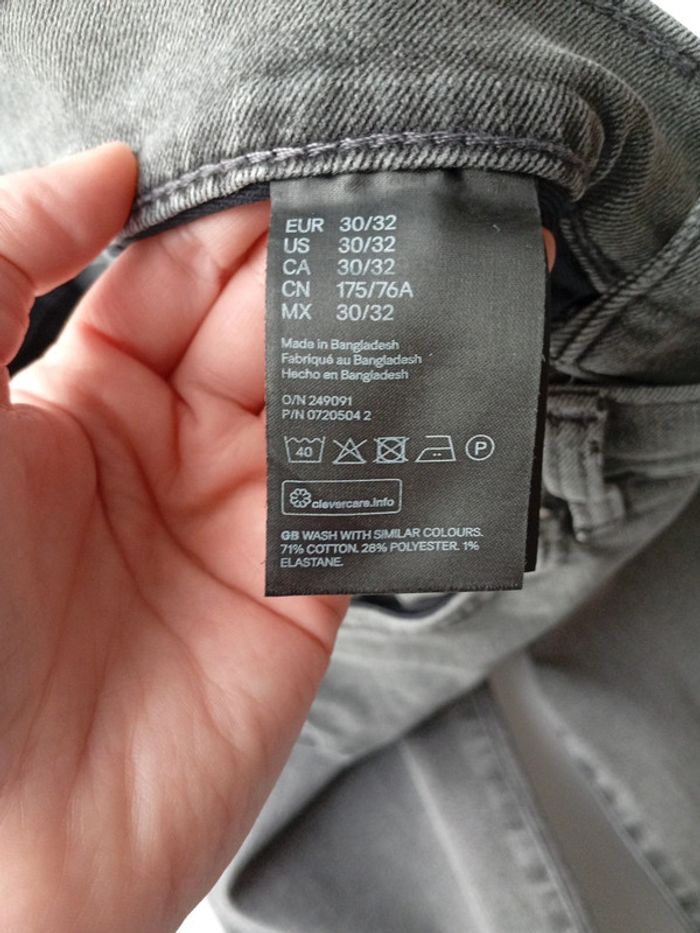 EUR 30/32
US 30/32
CA 30/32
CN 175/76A
MX 30/32
Made in Bangladesh
Fabriqué au Bangladesh
Hecho en Bangladesh
O/N 249091
P/N 0720504 2
40 P
clevercare.info
GB WASH WITH SIMILAR COLOURS.
71% COTTON. 28% POLYESTER. 1%
ELASTANE.